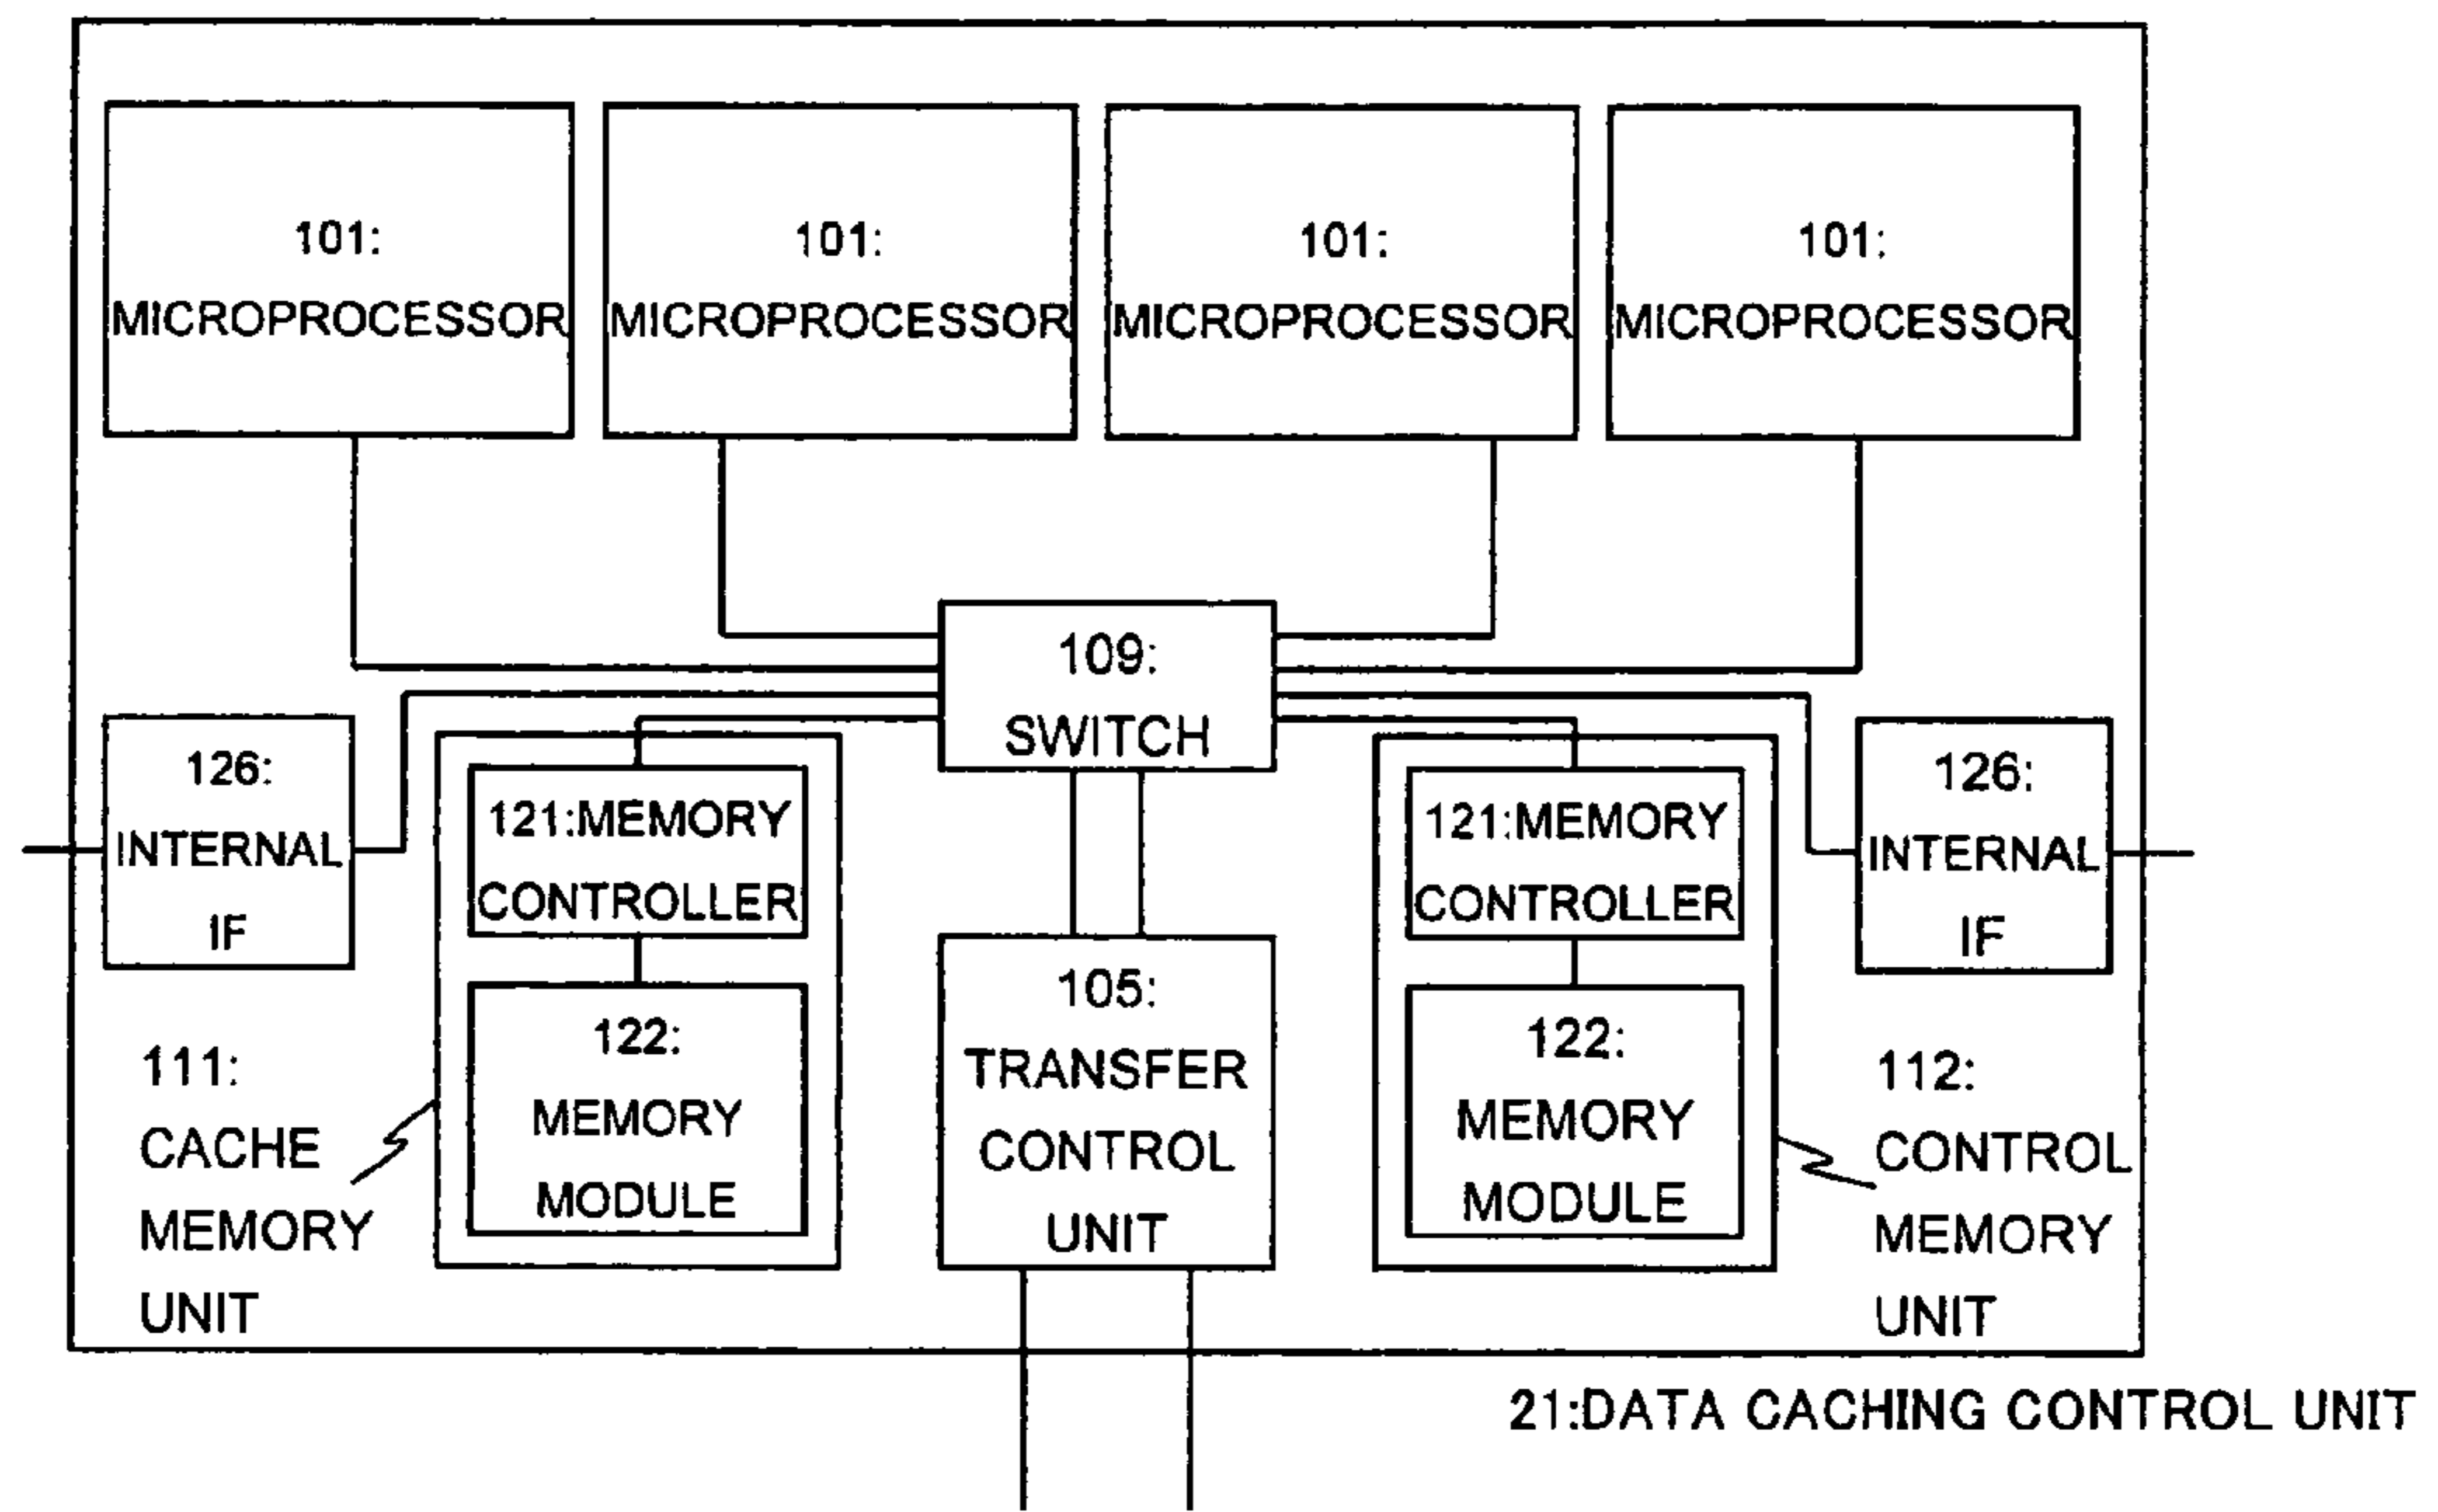 101:
MICROPROCESSOR
101:
MICROPROCESSOR
101:
MICROPROCESSOR
101:
MICROPROCESSOR
109:
SWITCH
126:
INTERNAL
IF
121:MEMORY
CONTROLLER
122:
MEMORY
MODULE
111:
CACHE
MEMORY
UNIT
105:
TRANSFER
CONTROL
UNIT
121:MEMORY
CONTROLLER
122:
MEMORY
MODULE
126:
INTERNAL
IF
112:
CONTROL
MEMORY
UNIT
21:DATA CACHING CONTROL UNIT